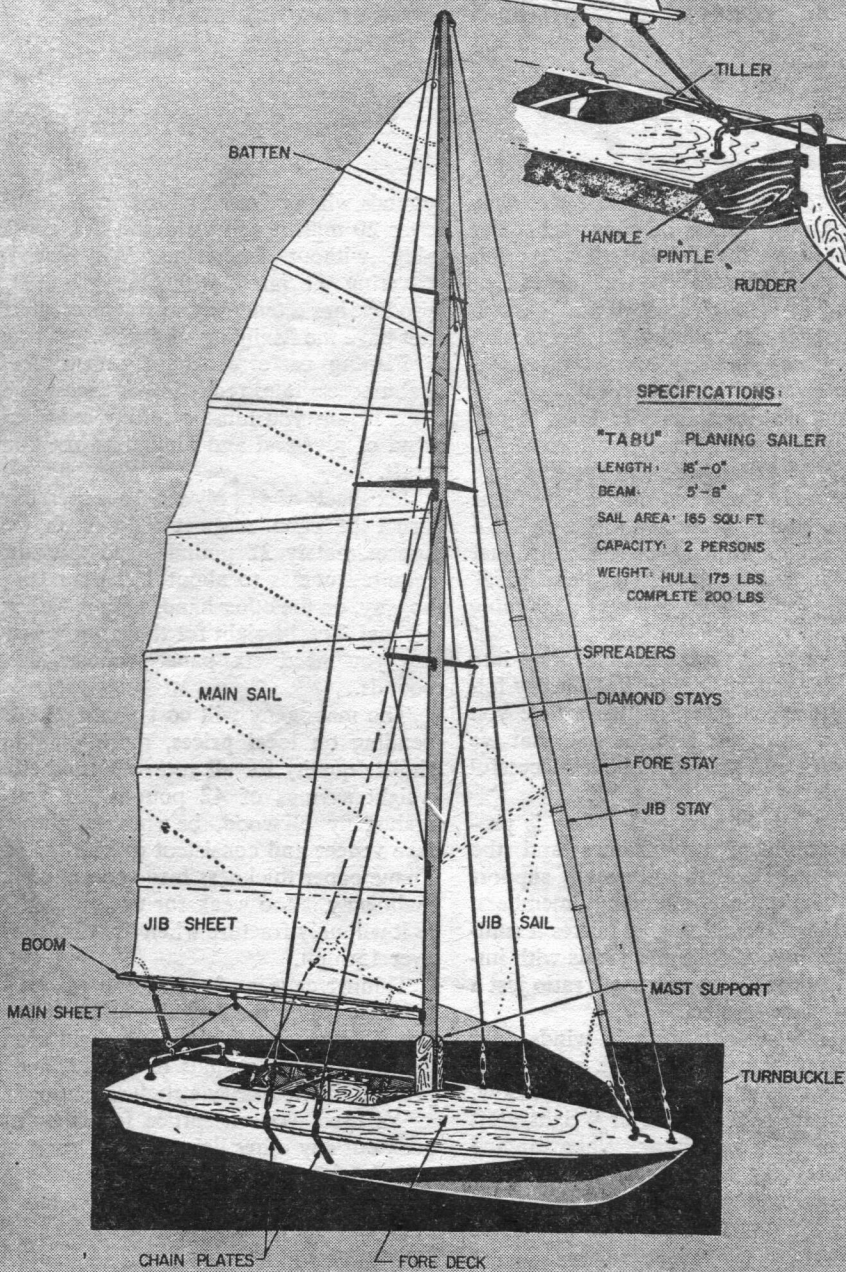 TILLER
BATTEN
HANDLE
PINTLE
RUDDER
SPECIFICATIONS:
"TABU" PLANING SAILER
LENGTH: 16'-0"
BEAM: 5'-8"
SAIL AREA: 165 SQU. FT.
CAPACITY: 2 PERSONS
WEIGHT: HULL 175 LBS.
COMPLETE 200 LBS.
SPREADERS
MAIN SAIL
DIAMOND STAYS
FORE STAY
JIB STAY
JIB SHEET
JIB SAIL
BOOM
MAIN SHEET
MAST SUPPORT
TURNBUCKLE
CHAIN PLATES
FORE DECK